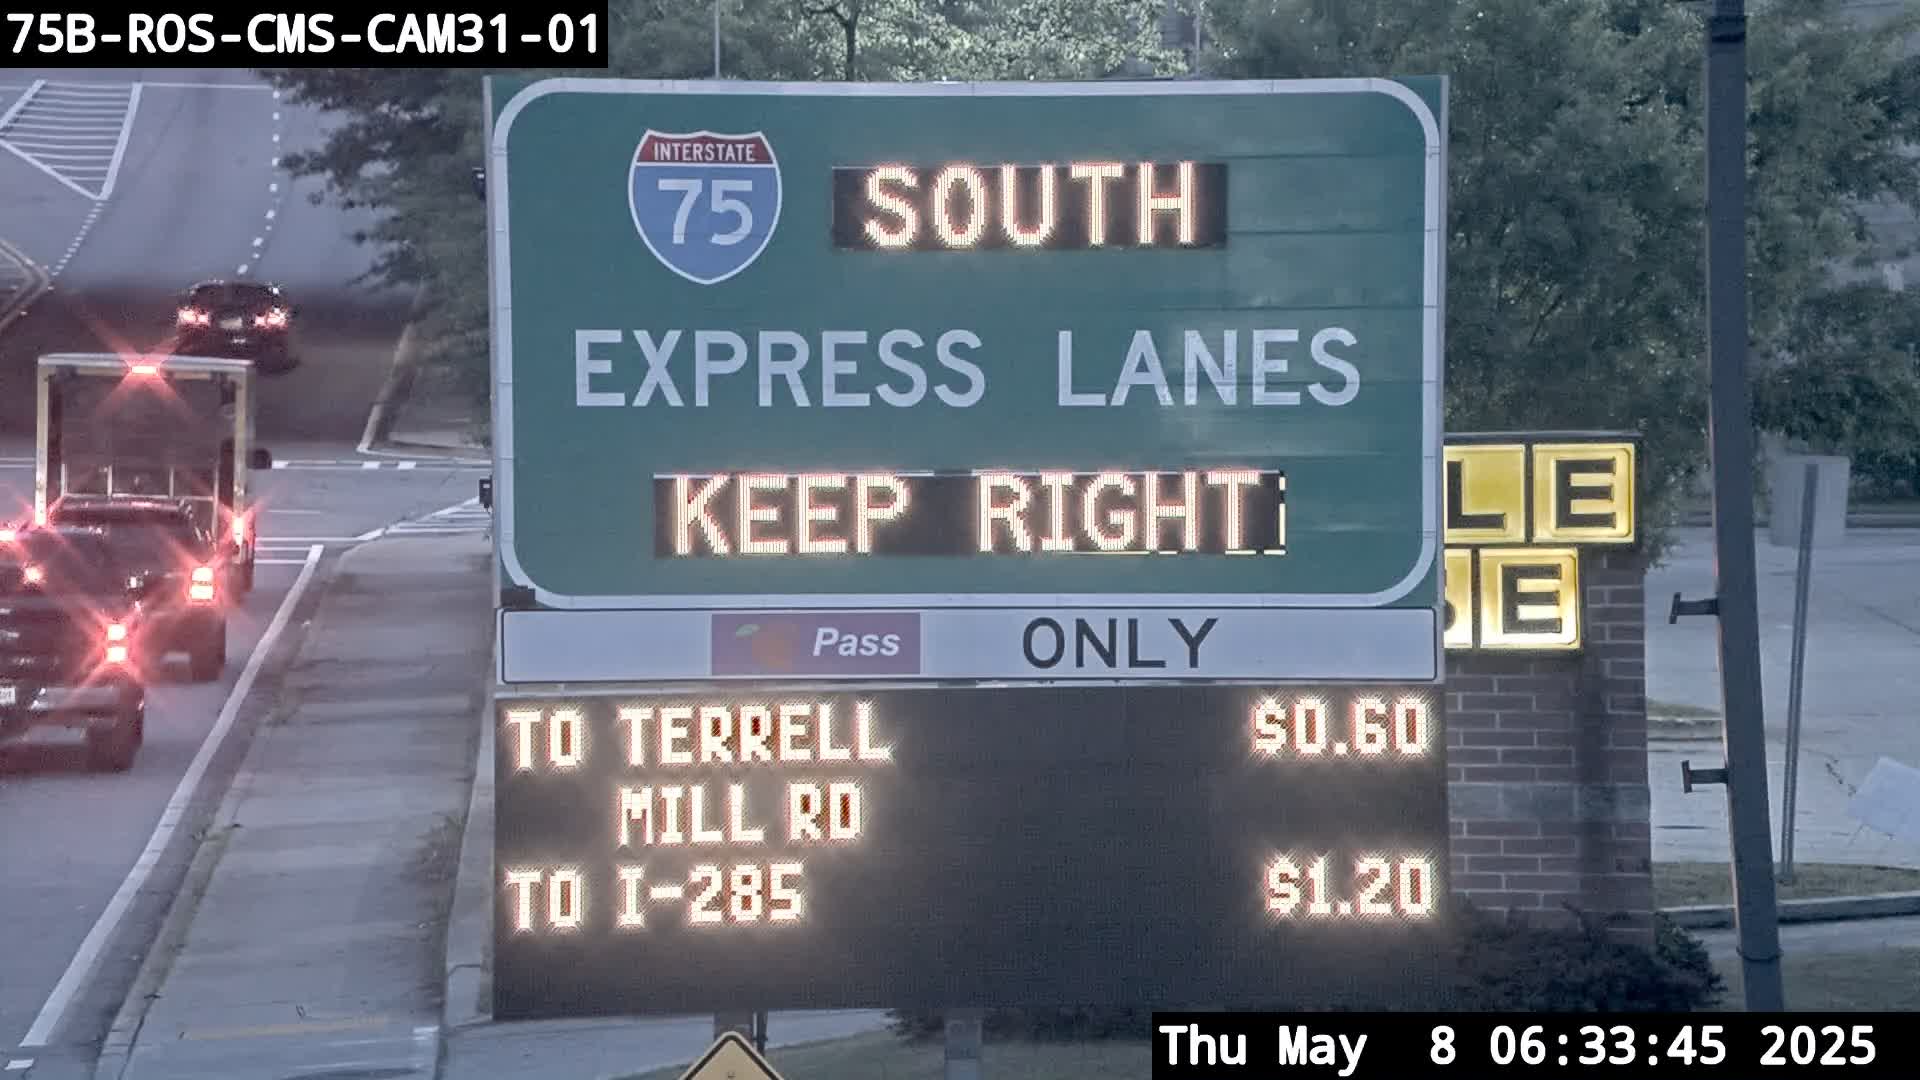 75B-ROS-CMS-CAM31-01
INTERSTATE
75
SOUTH
EXPRESS LANES
KEEP RIGHT
Pass ONLY
TO TERRELL $0.60
MILL RD
TO I-285 $1.20
LE
E
Thu May 8 06:33:45 2025